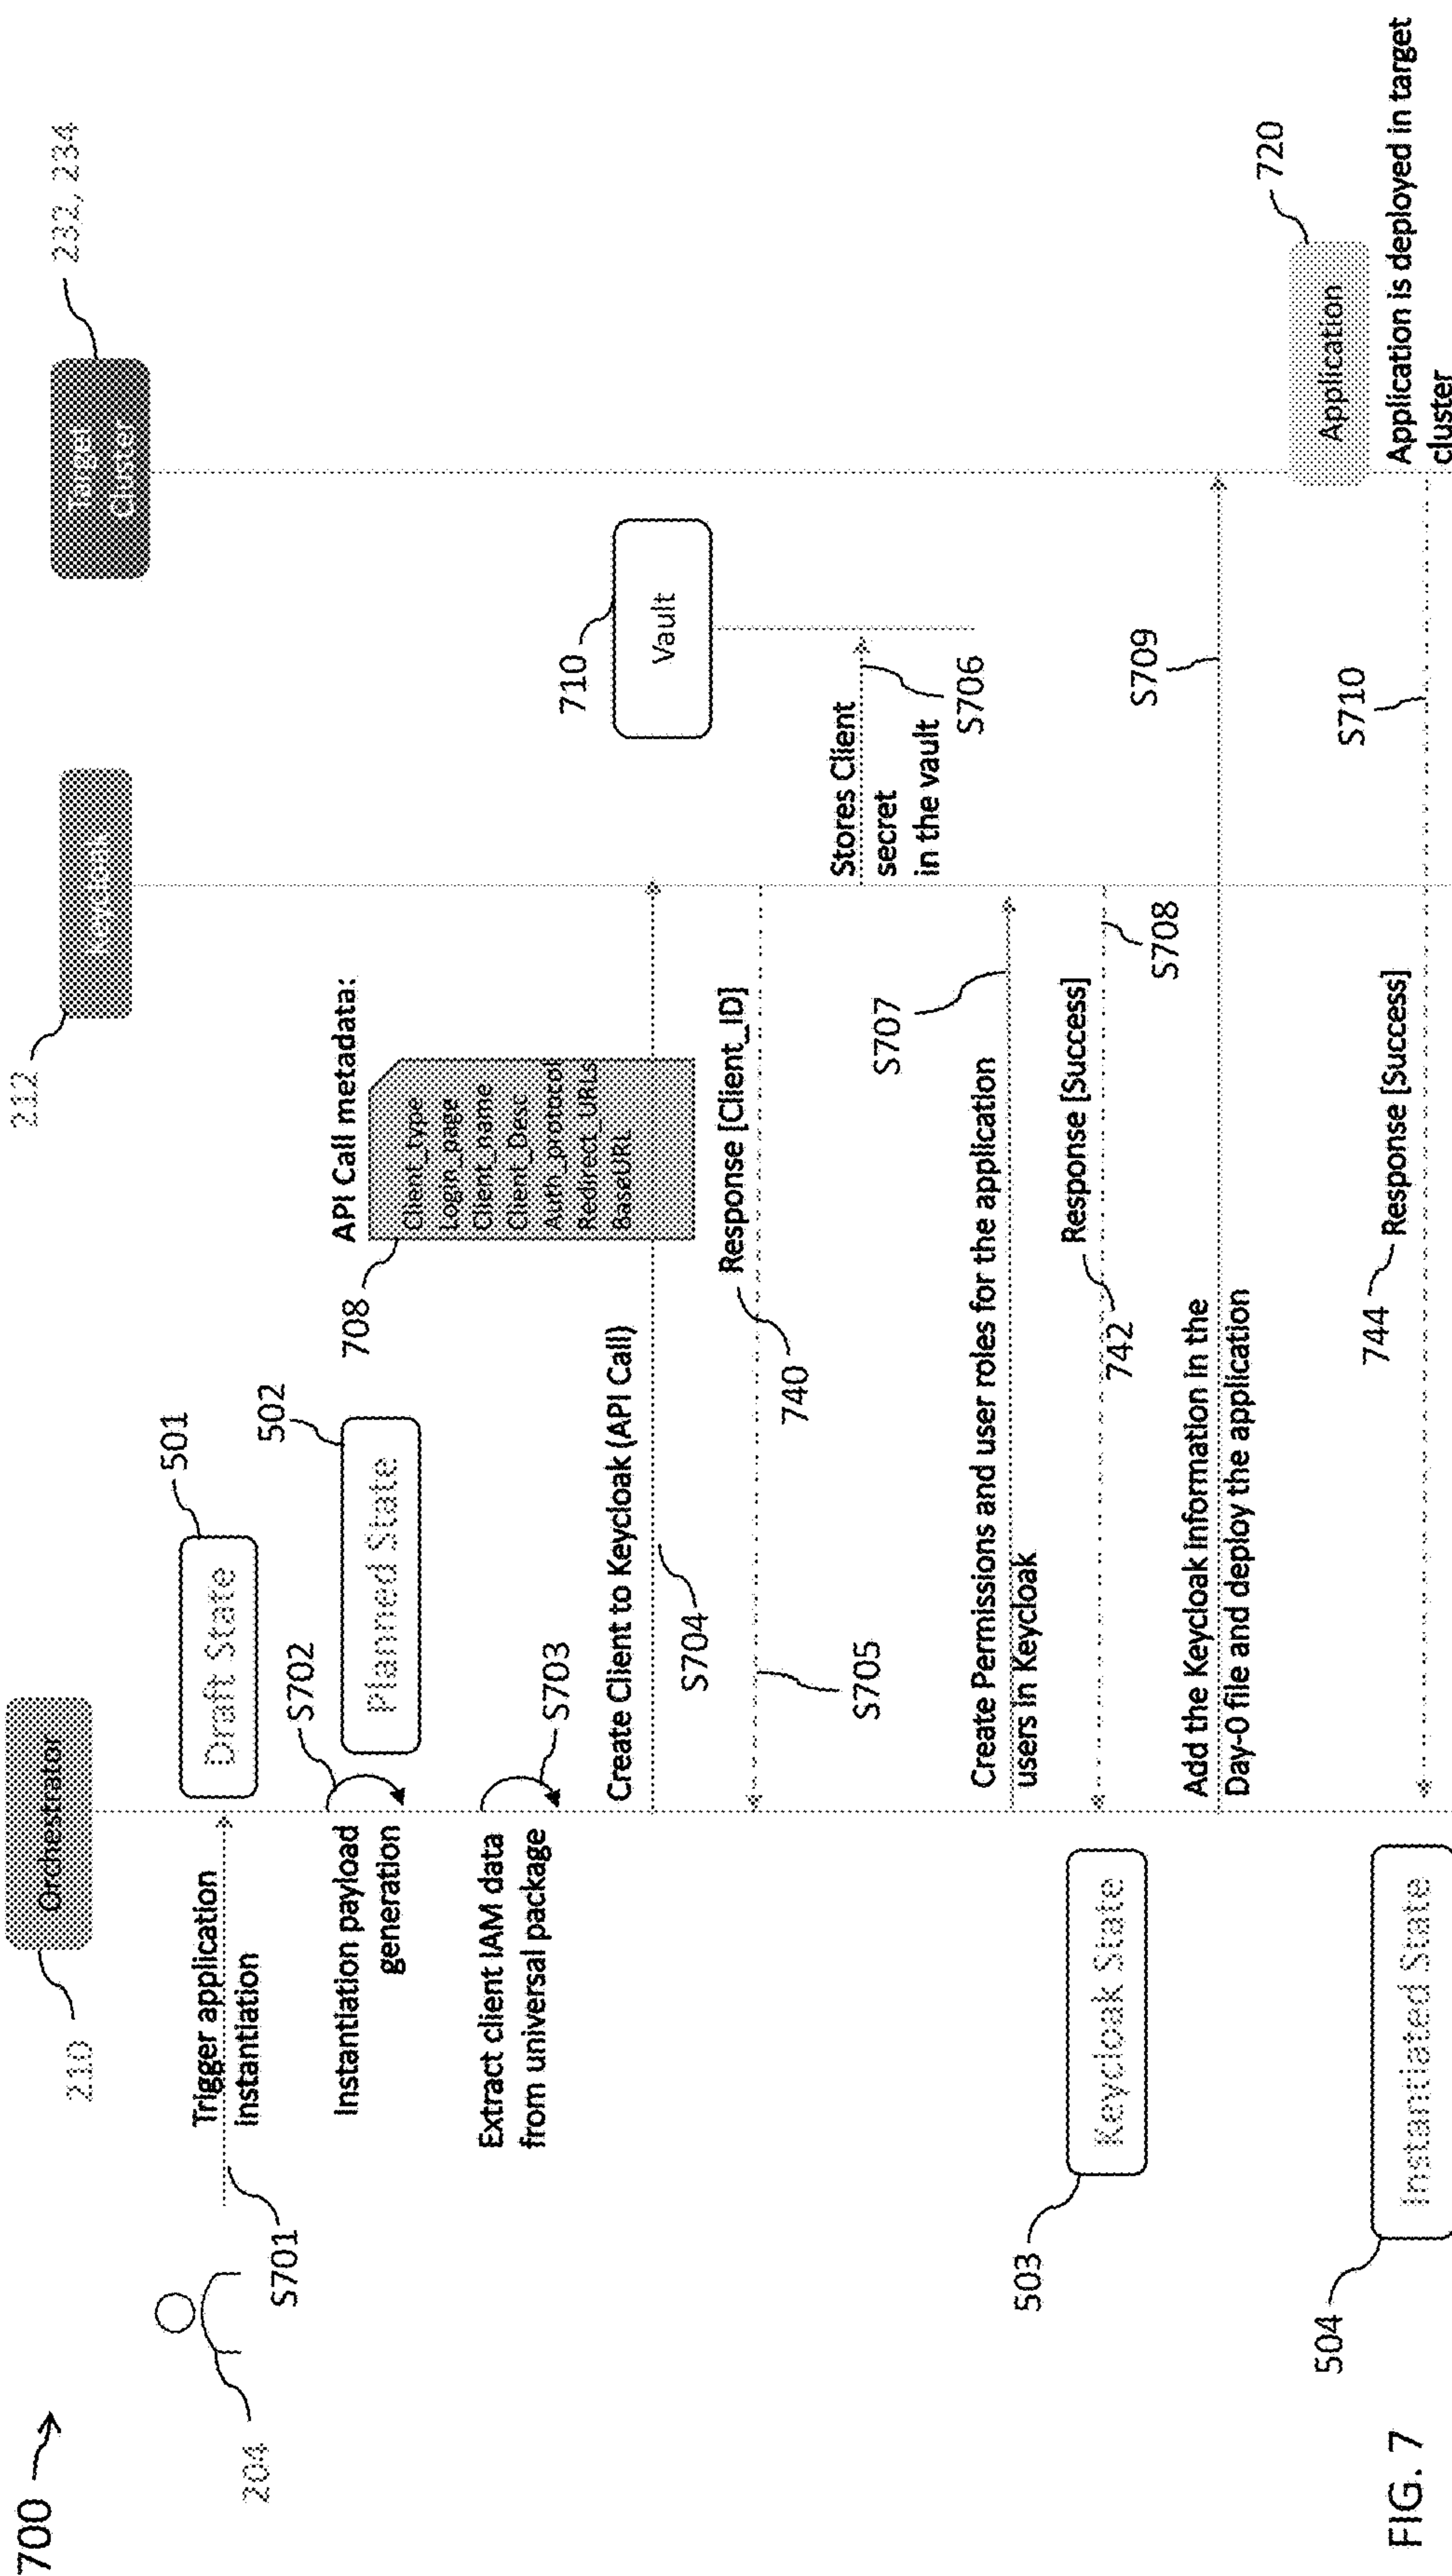 700
204
210
Orchestrator
212
Keycloak
232, 234
Target
Cluster
S701
Trigger application
instantiation
Draft State
501
Instantiation payload
generation
S702
Planned State
502
Extract client IAM data
from universal package
S703
API Call metadata:
708
Client_type
Login_page
Client_name
Client_Desc
Auth_protocol
Redirect_URLs
BaseURL
Create Client to Keycloak (API Call)
S704
710
Vault
Response [Client_ID]
740
S705
Stores Client
secret
in the vault
S706
Create Permissions and user roles for the application
users in Keycloak
S707
503
Keycloak State
Response [Success]
742
S708
Add the Keycloak information in the
Day-0 file and deploy the application
S709
Application
720
Application is deployed in target
cluster
504
Instantiated State
744
Response [Success]
S710
FIG. 7